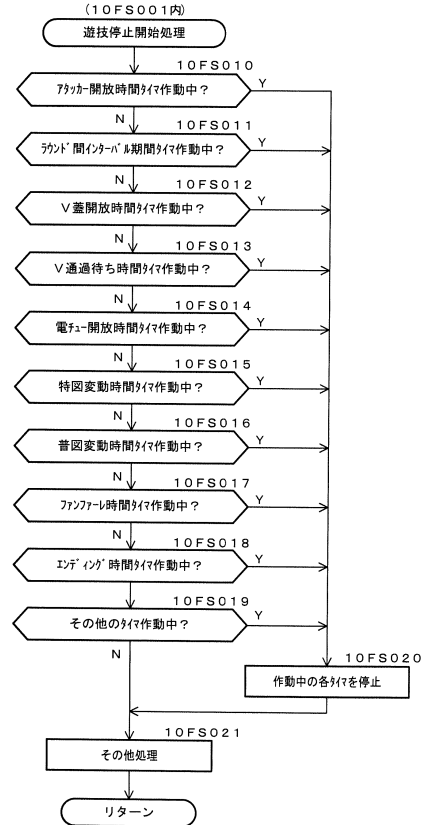 (10FS001内)
遊技停止開始処理
10FS010
ｱﾀｯｶｰ開放時間ﾀｲﾏ作動中？
Y
N
10FS011
ﾗｳﾝﾄﾞ間ｲﾝﾀｰﾊﾞﾙ期間ﾀｲﾏ作動中？
Y
N
10FS012
V蓋開放時間ﾀｲﾏ作動中？
Y
N
10FS013
V通過待ち時間ﾀｲﾏ作動中？
Y
N
10FS014
電ﾁｭｰ開放時間ﾀｲﾏ作動中？
Y
N
10FS015
特図変動時間ﾀｲﾏ作動中？
Y
N
10FS016
普図変動時間ﾀｲﾏ作動中？
Y
N
10FS017
ﾌｧﾝﾌｧｰﾚ時間ﾀｲﾏ作動中？
Y
N
10FS018
ｴﾝﾃﾞｨﾝｸﾞ時間ﾀｲﾏ作動中？
Y
10FS019
その他のﾀｲﾏ作動中？
Y
N
10FS020
作動中の各ﾀｲﾏを停止
10FS021
その他処理
リターン